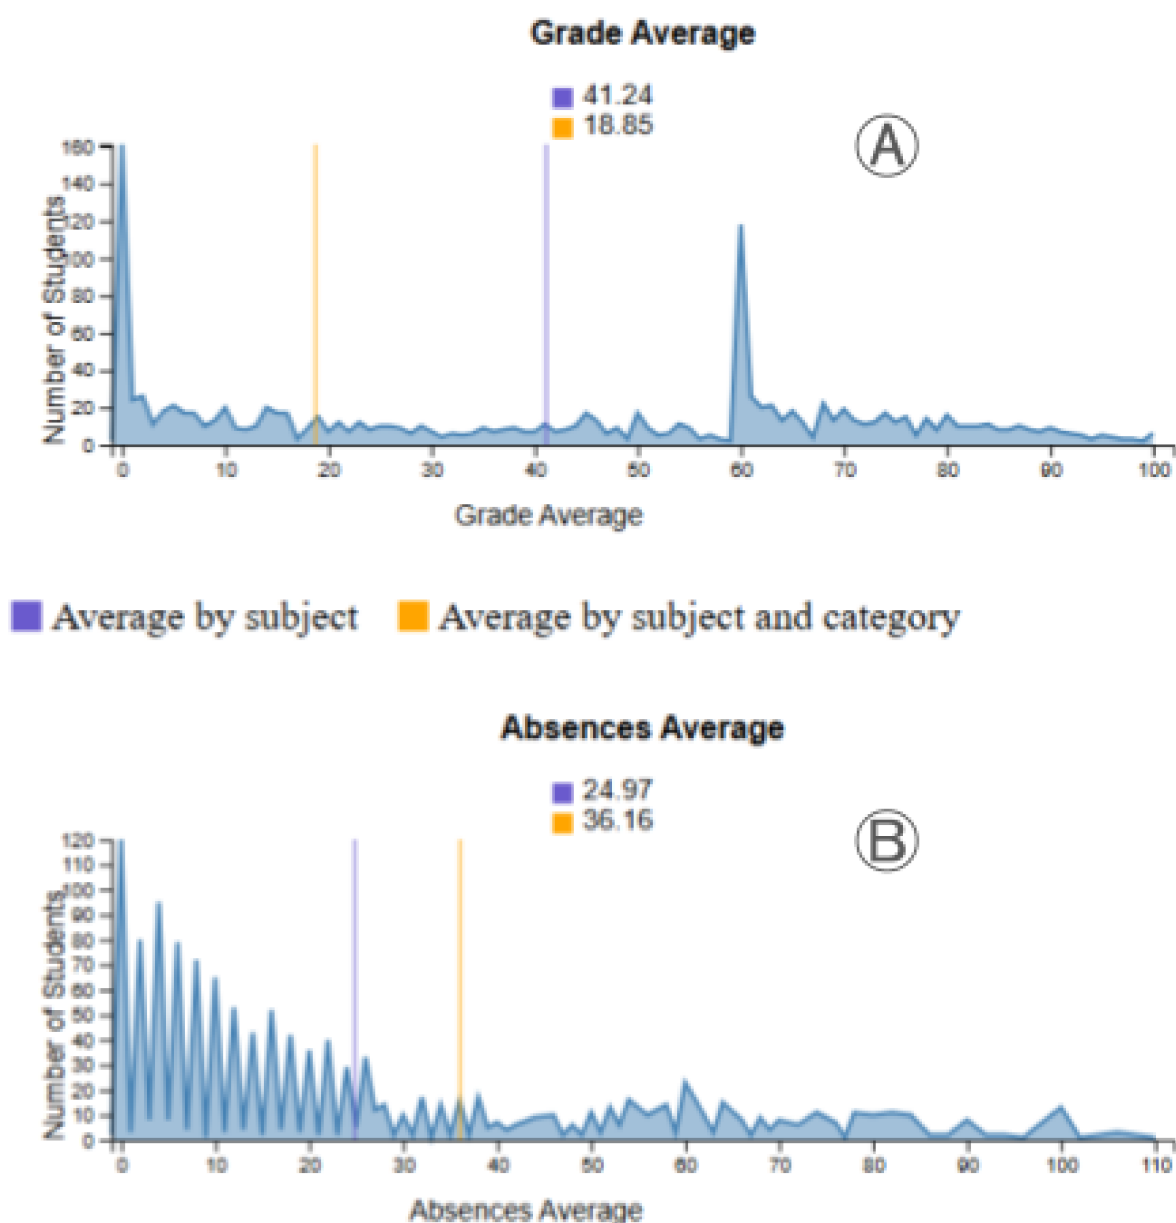 Grade Average
41.24
18.85
A
160
140
120
100
80
60
40
20
0
Number of Students
0 10 20 30 40 50 60 70 80 90 100
Grade Average
Average by subject Average by subject and category
Absences Average
24.97
36.16
B
120
110
100
90
80
70
60
50
40
30
20
10
0
Number of Students
0 10 20 30 40 50 60 70 80 90 100 110
Absences Average